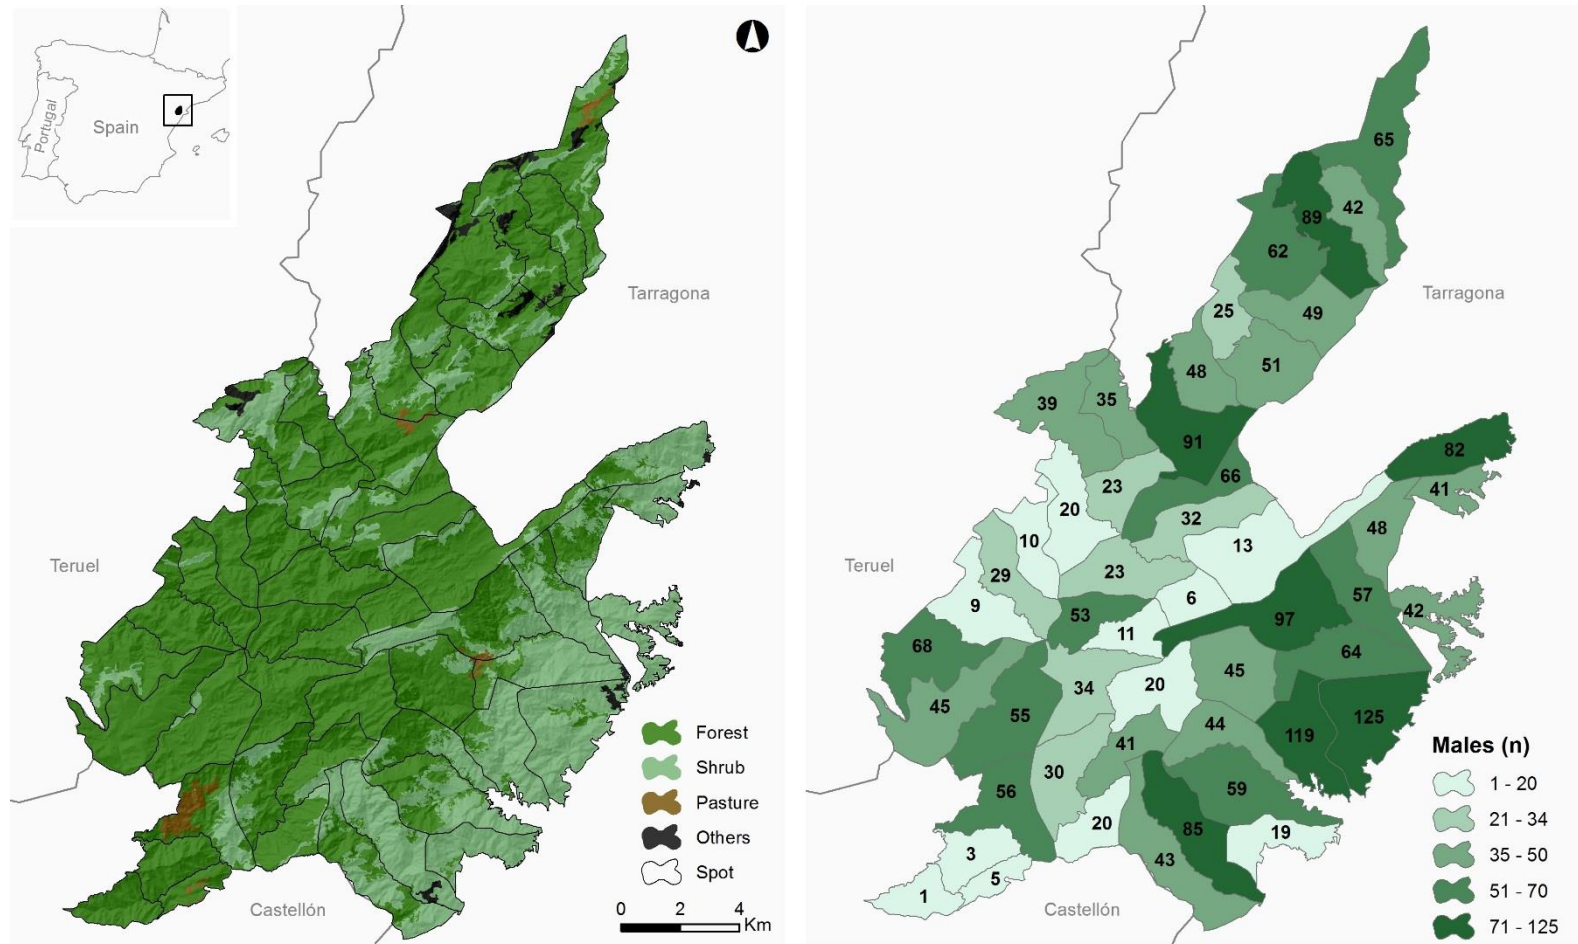 Portugal
Spain
Tarragona
Teruel
Castellón
Forest
Shrub
Pasture
Others
Spot
0 2 4
Km
65
89
42
62
25
49
48
51
39
35
91
82
66
41
23
20
32
48
10
13
29
23
6
57
9
53
97
42
11
68
64
34
20
45
45
55
44
125
41
119
30
56
59
20
85
19
43
3
5
1
Tarragona
Teruel
Castellón
Males (n)
1 - 20
21 - 34
35 - 50
51 - 70
71 - 125